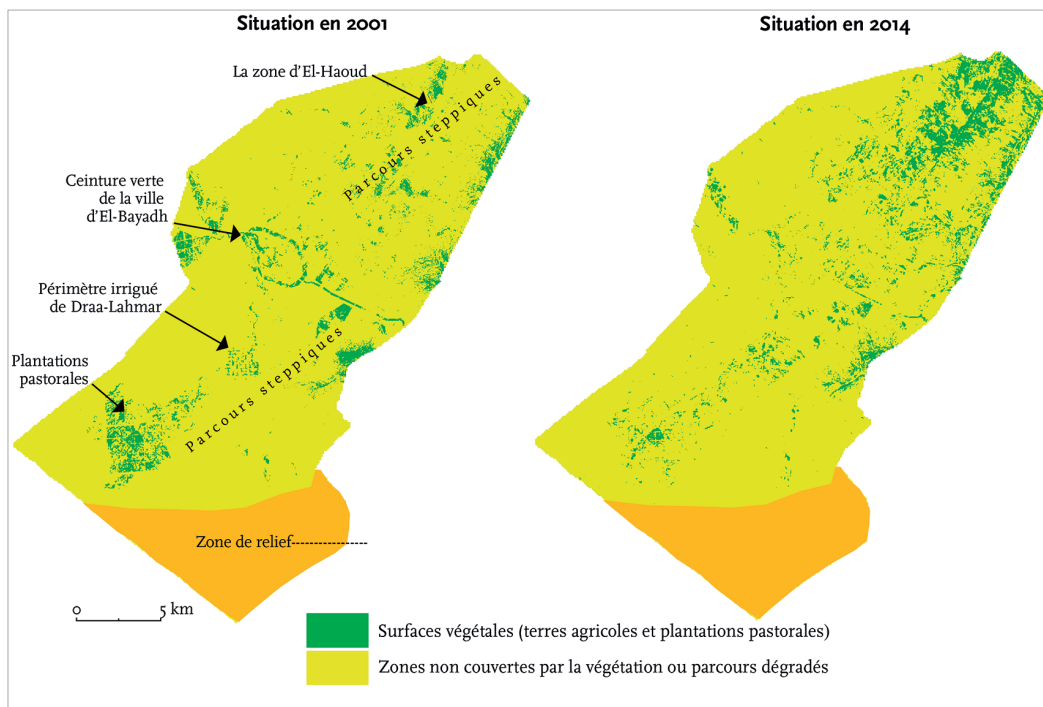 Situation en 2001
Situation en 2014
La zone d'El-Haoud
Parcours steppiques
Ceinture verte
de la ville
d'El-Bayadh
Périmètre irrigué
de Draa-Lahmar
Plantations
pastorales
Parcours steppiques
Zone de relief
0 5 km
Surfaces végétales (terres agricoles et plantations pastorales)
Zones non couvertes par la végétation ou parcours dégradés